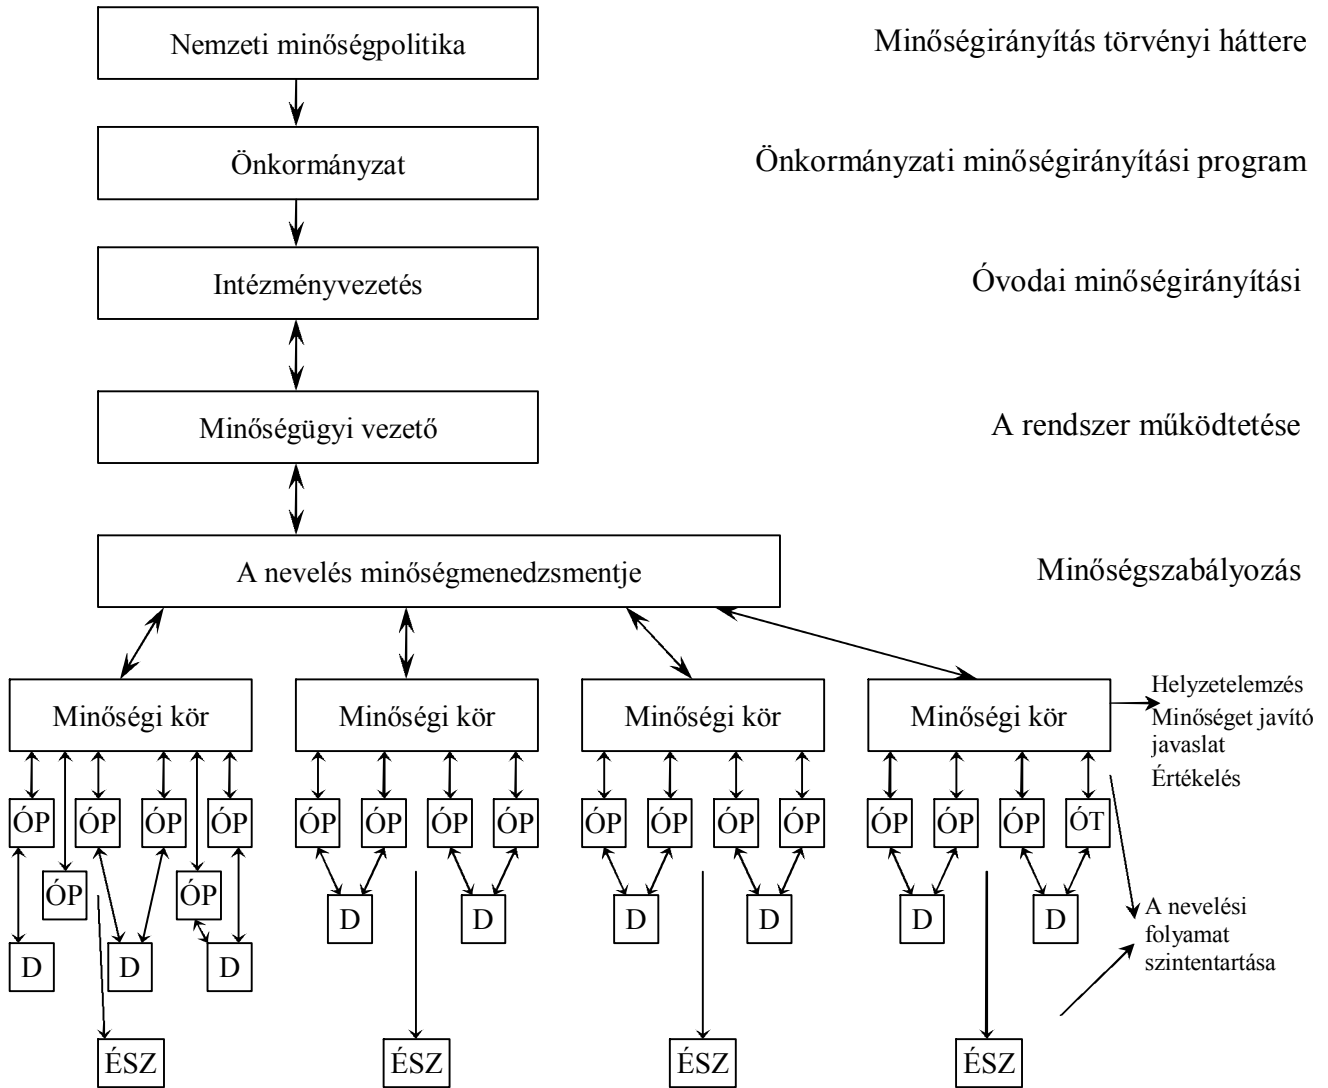 Nemzeti minőségpolitika
Minőségirányítás törvényi háttere
Önkormányzat
Önkormányzati minőségirányítási program
Intézményvezetés
Óvodai minőségirányítási
Minőségügyi vezető
A rendszer működtetése
A nevelés minőségmenedzsmentje
Minőségszabályozás
Minőségi kör
Minőségi kör
Minőségi kör
Minőségi kör
Helyzetelemzés
Minőséget javító
javaslat
Értékelés
ÓP ÓP ÓP ÓP
ÓP ÓP ÓP ÓP
ÓP ÓP ÓP ÓP
ÓP ÓP ÓP ÓT
ÓP ÓP
D D
D D
D D
A nevelési
folyamat
szintentartása
D D D
ÉSZ
ÉSZ
ÉSZ
ÉSZ